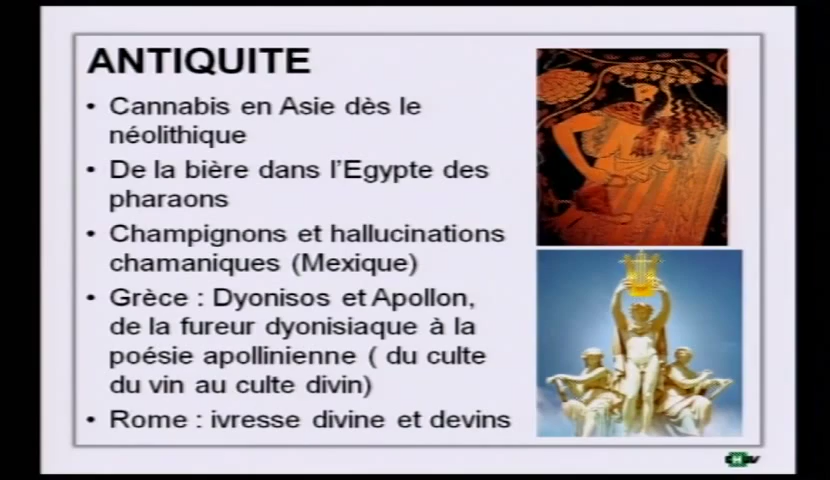 ANTIQUITE
• Cannabis en Asie dès le
néolithique
• De la bière dans l'Egypte des
pharaons
• Champignons et hallucinations
chamaniques (Mexique)
• Grèce : Dyonisos et Apollon,
de la fureur dyonisiaque à la
poésie apollinienne ( du culte
du vin au culte divin)
• Rome : ivresse divine et devins